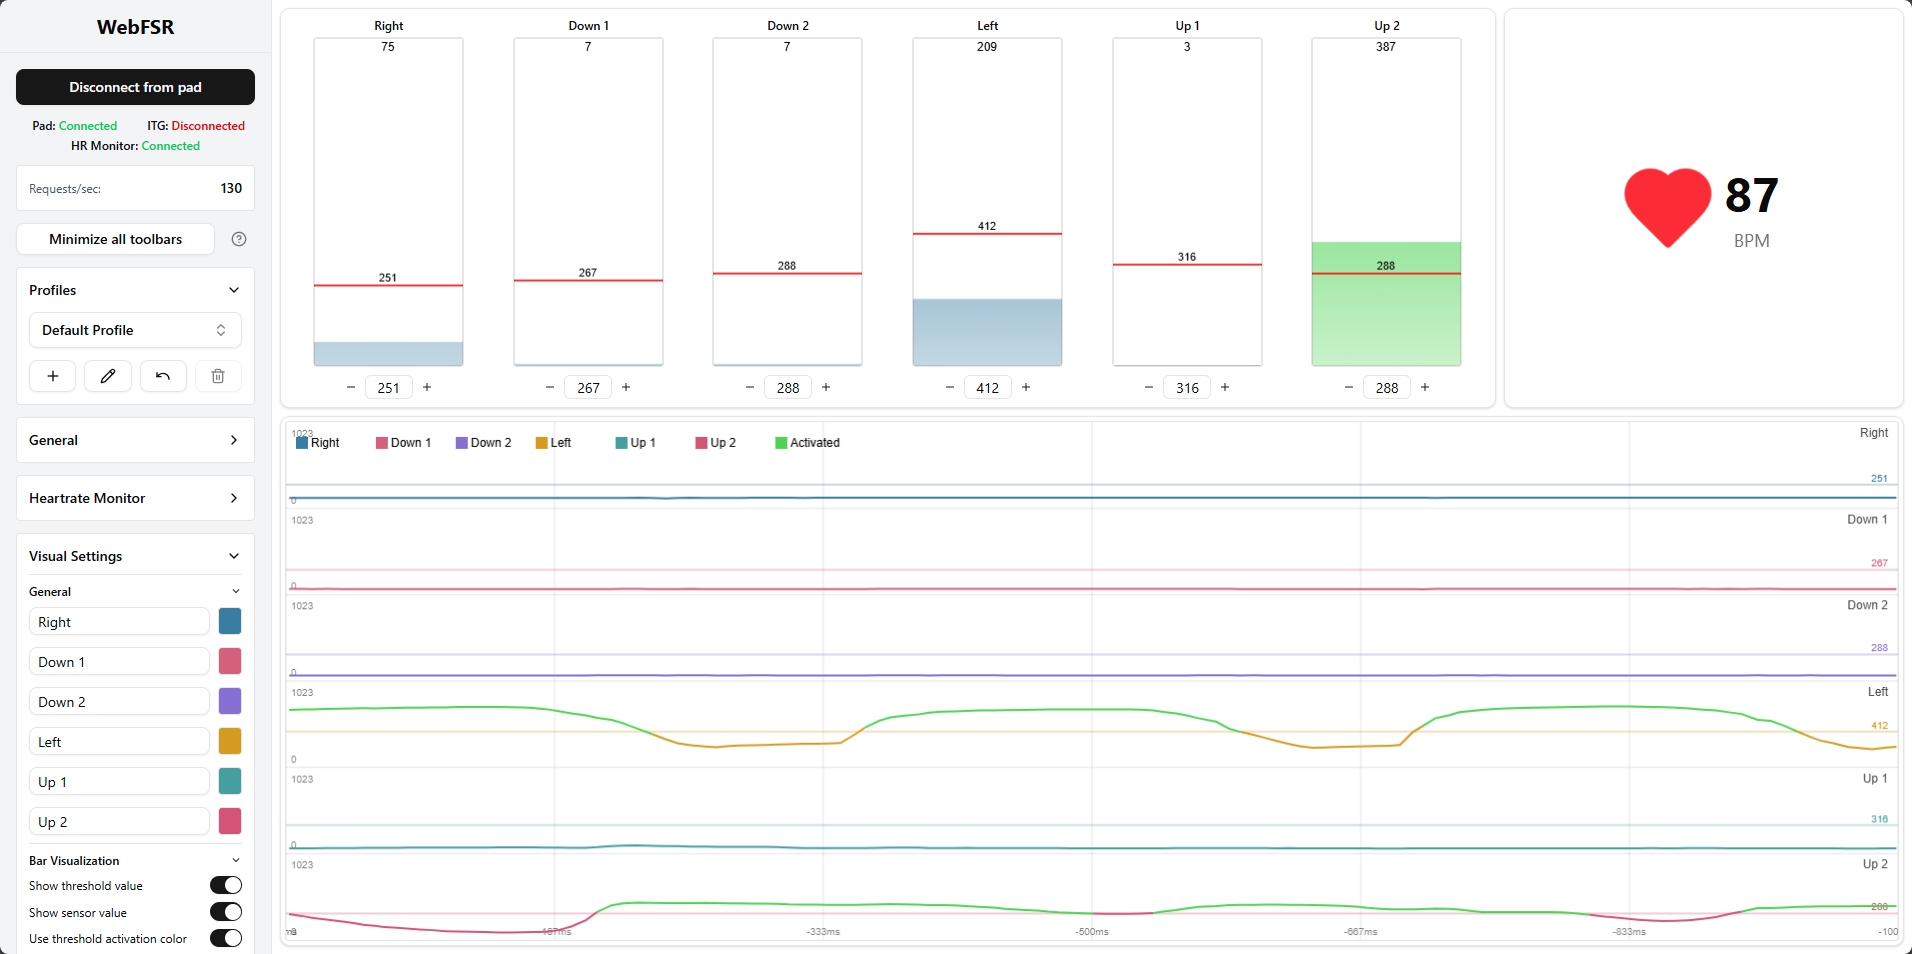 WebFSR
Disconnect from pad
Pad: Connected ITG: Disconnected
HR Monitor: Connected
Requests/sec: 130
Minimize all toolbars
Profiles
Default Profile
General
Heartrate Monitor
Visual Settings
General
Right
Down 1
Down 2
Left
Up 1
Up 2
Bar Visualization
Show threshold value
Show sensor value
Use threshold activation color
Right Down 1 Down 2 Left Up 1 Up 2
75 7 7 209 3 387
251 267 288 412 316 288
− 251 + − 267 + − 288 + − 412 + − 316 + − 288 +
87
BPM
1023 Right
Right Down 1 Down 2 Left Up 1 Up 2 Activated
251
0
1023 Down 1
267
0
1023 Down 2
288
0
1023 Left
412
0
1023 Up 1
316
0
1023 Up 2
288
-167ms -333ms -500ms -667ms -833ms -100